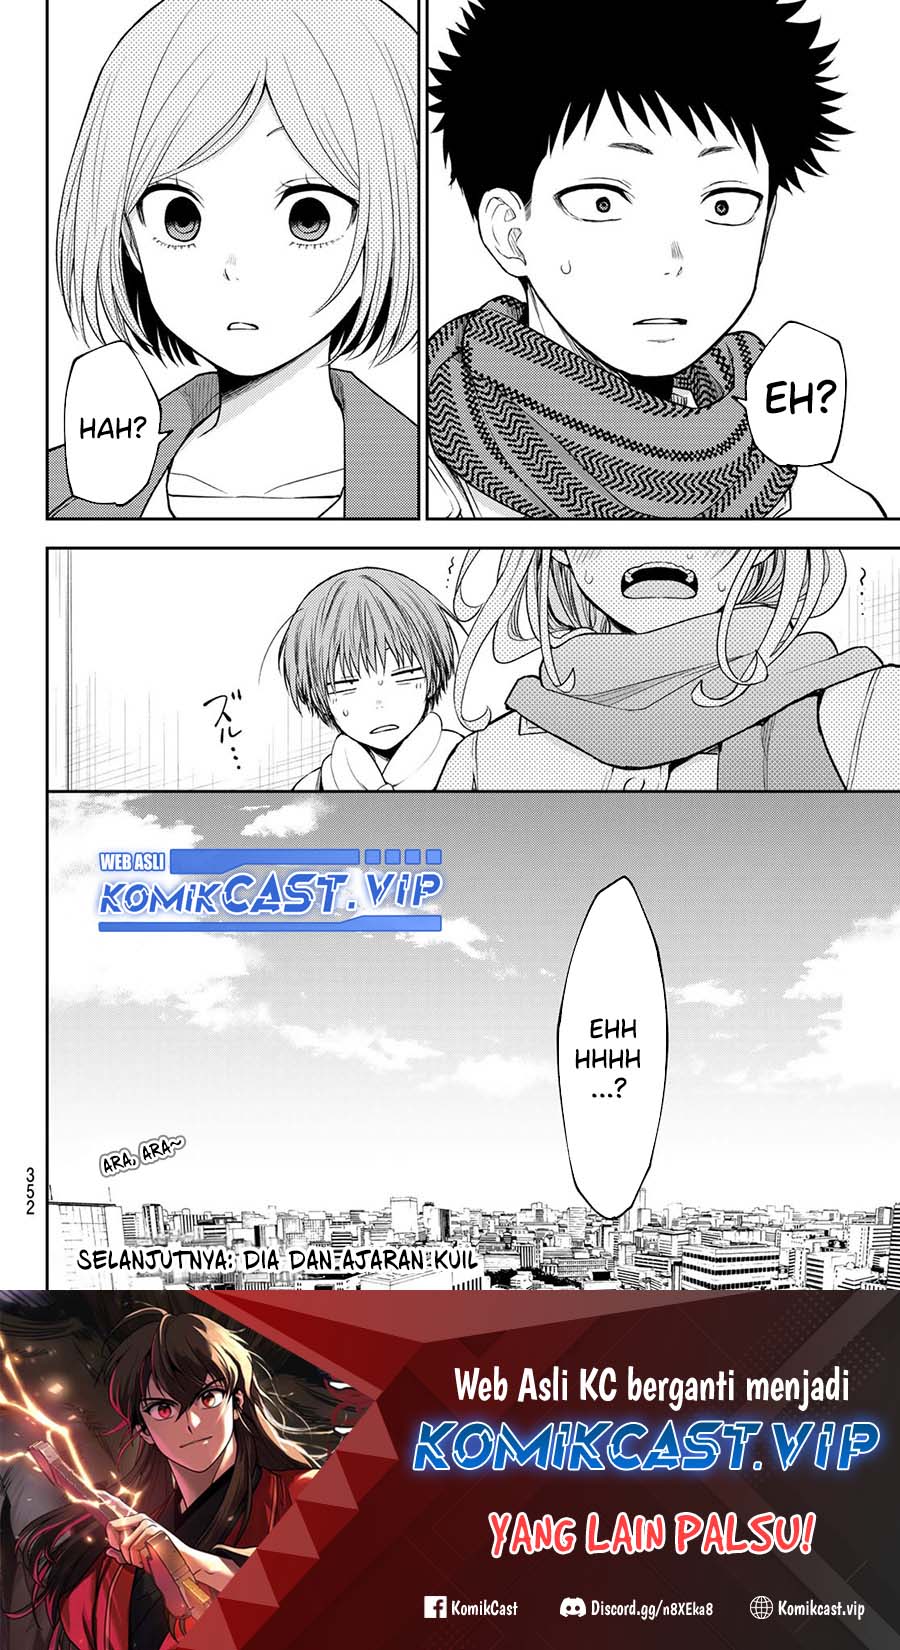 EH?
HAH?
ズル...
EHH
HHHH
...?
WEB ASLI
KOMIKCAST.VIP
ARA, ARA~
352
SELANJUTNYA: DIA DAN AJARAN KUIL
Web Asli KC berganti menjadi
KOMIKCAST.VIP
YANG LAIN PALSU!
KomikCast
Discord.gg/n8XEka8
Komikcast.vip